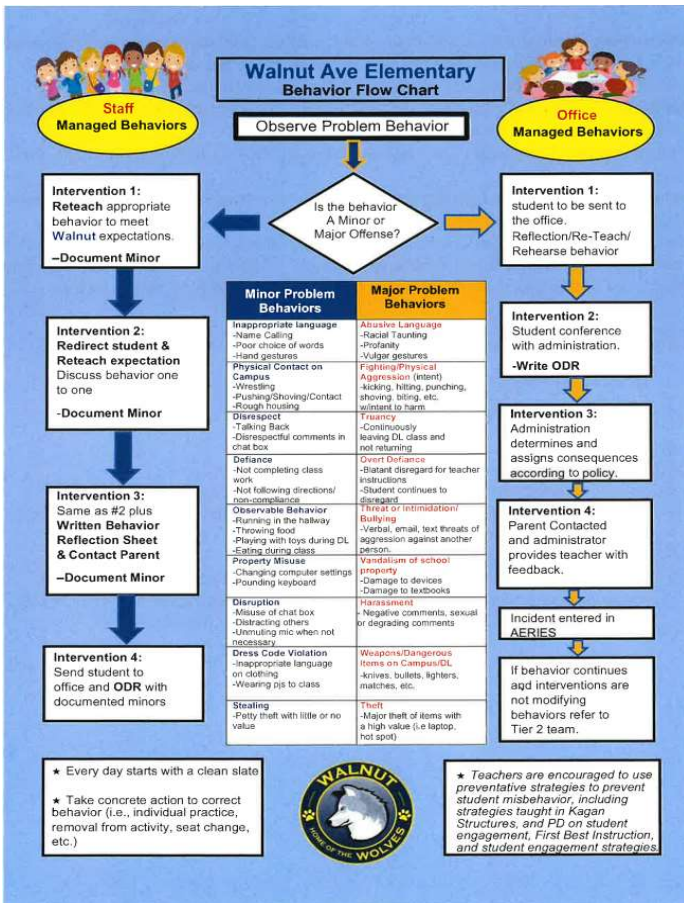 Walnut Ave Elementary
Behavior Flow Chart
Staff
Managed Behaviors
Office
Managed Behaviors
Observe Problem Behavior
Is the behavior
A Minor or
Major Offense?
Intervention 1:
Reteach appropriate
behavior to meet
Walnut expectations.
–Document Minor
Intervention 2:
Redirect student &
Reteach expectation
Discuss behavior one
to one
-Document Minor
Intervention 3:
Same as #2 plus
Written Behavior
Reflection Sheet
& Contact Parent
–Document Minor
Intervention 4:
Send student to
office and ODR with
documented minors
Minor Problem
Behaviors
Major Problem
Behaviors
Inappropriate language
-Name Calling
-Poor choice of words
-Hand gestures
Abusive Language
-Racial Taunting
-Profanity
-Vulgar gestures
Physical Contact on
Campus
-Wrestling
-Pushing/Shoving/Contact
-Rough housing
Fighting/Physical
Aggression (intent)
-kicking, hitting, punching,
shoving, biting, etc.
w/intent to harm
Disrespect
-Talking Back
-Disrespectful comments in
chat box
Truancy
-Continuously
leaving DL class and
not returning
Defiance
-Not completing class
work
-Not following directions/
non-compliance
Overt Defiance
-Blatant disregard for teacher
instructions
-Student continues to
disregard
Observable Behavior
-Running in the hallway
-Throwing food
-Playing with toys during DL
-Eating during class
Threat or Intimidation/
Bullying
-Verbal, email, text threats of
aggression against another
person.
Property Misuse
-Changing computer settings
-Pounding keyboard
Vandalism of school
property
-Damage to devices
-Damage to textbooks
Disruption
-Misuse of chat box
-Distracting others
-Unmuting mic when not
necessary
Harassment
- Negative comments, sexual
or degrading comments
Dress Code Violation
-Inappropriate language
on clothing
-Wearing pjs to class
Weapons/Dangerous
Items on Campus/DL
-knives, bullets, lighters,
matches, etc.
Stealing
-Petty theft with little or no
value
Theft
-Major theft of items with
a high value (i.e laptop,
hot spot)
Intervention 1:
student to be sent to
the office.
Reflection/Re-Teach/
Rehearse behavior
Intervention 2:
Student conference
with administration.
-Write ODR
Intervention 3:
Administration
determines and
assigns consequences
according to policy.
Intervention 4:
Parent Contacted
and administrator
provides teacher with
feedback.
Incident entered in
AERIES
If behavior continues
and interventions are
not modifying
behaviors refer to
Tier 2 team.
★ Every day starts with a clean slate
★ Take concrete action to correct
behavior (i.e., individual practice,
removal from activity, seat change,
etc.)
WALNUT
HOME OF THE
WOLVES
★ Teachers are encouraged to use
preventative strategies to prevent
student misbehavior, including
strategies taught in Kagan
Structures, and PD on student
engagement, First Best Instruction,
and student engagement strategies.